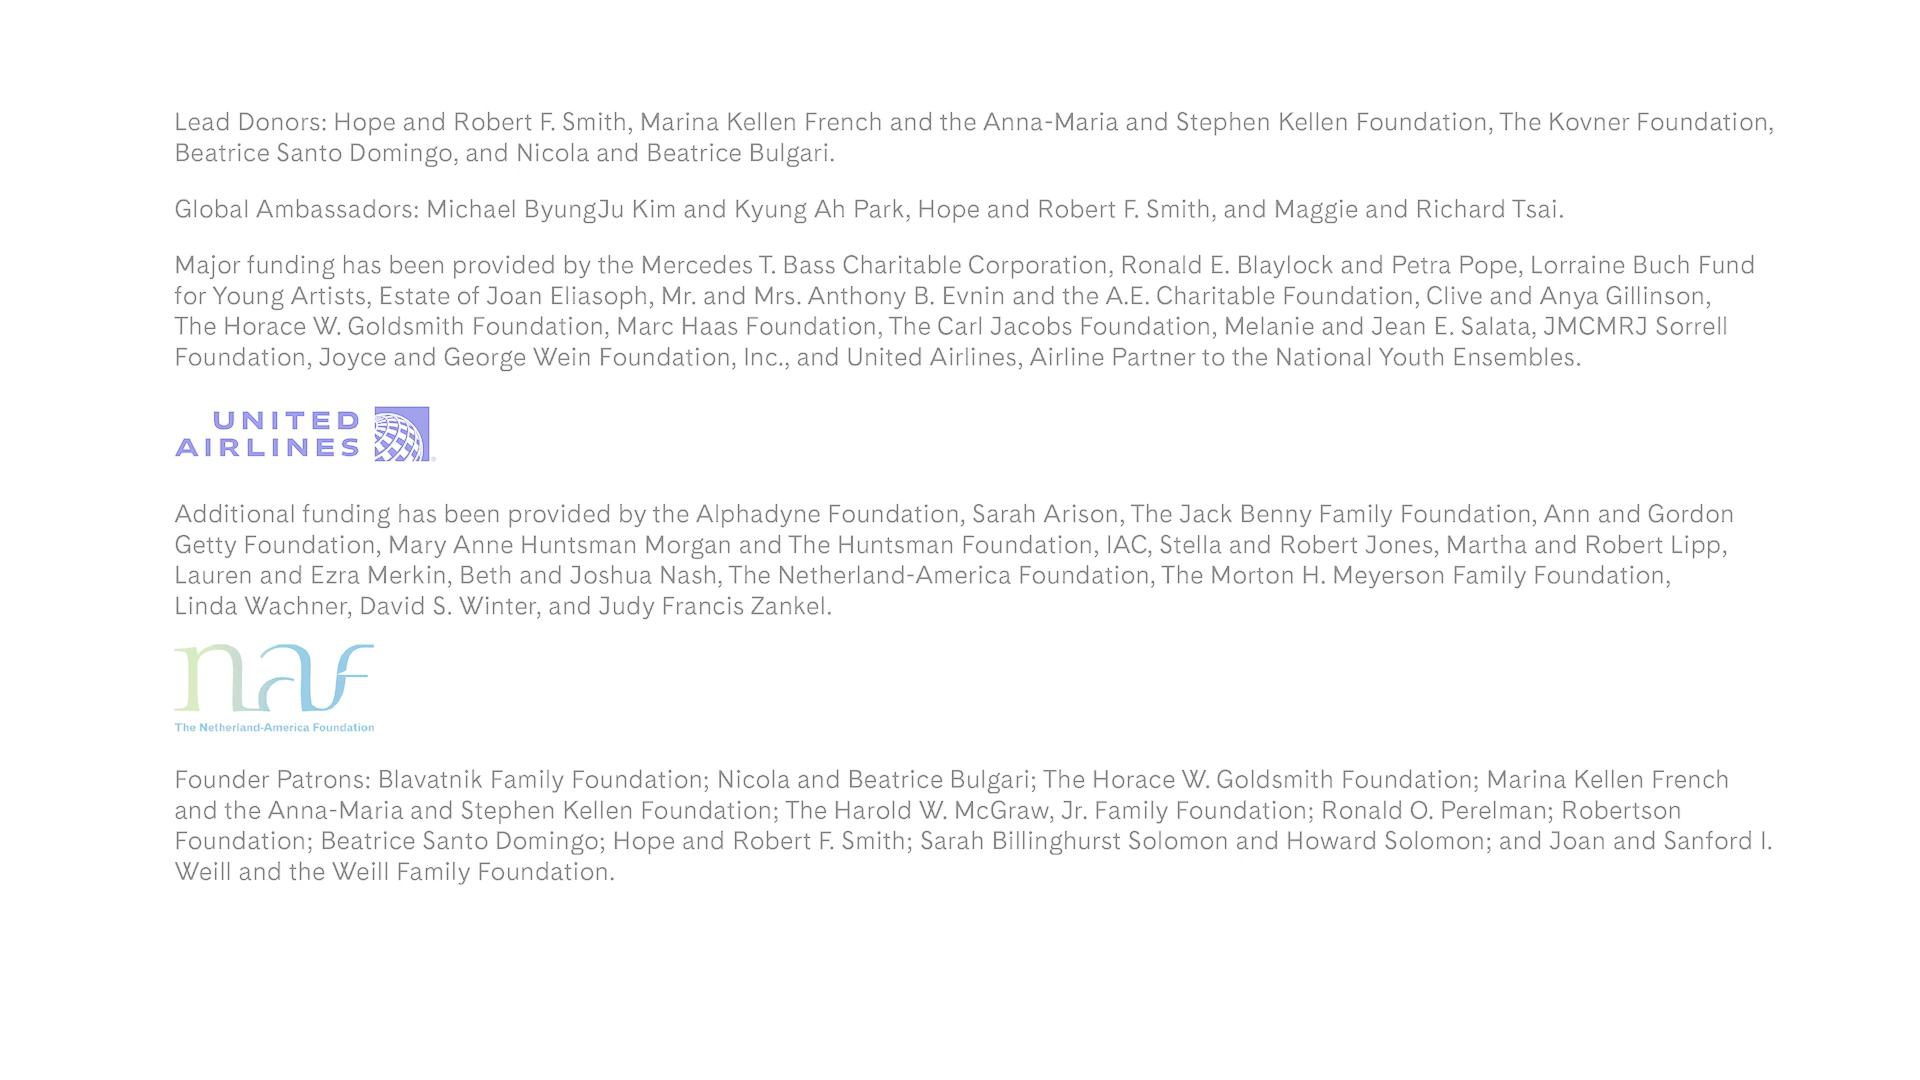 Lead Donors: Hope and Robert F. Smith, Marina Kellen French and the Anna-Maria and Stephen Kellen Foundation, The Kovner Foundation,
Beatrice Santo Domingo, and Nicola and Beatrice Bulgari.
Global Ambassadors: Michael ByungJu Kim and Kyung Ah Park, Hope and Robert F. Smith, and Maggie and Richard Tsai.
Major funding has been provided by the Mercedes T. Bass Charitable Corporation, Ronald E. Blaylock and Petra Pope, Lorraine Buch Fund
for Young Artists, Estate of Joan Eliasoph, Mr. and Mrs. Anthony B. Evnin and the A.E. Charitable Foundation, Clive and Anya Gillinson,
The Horace W. Goldsmith Foundation, Marc Haas Foundation, The Carl Jacobs Foundation, Melanie and Jean E. Salata, JMCMRJ Sorrell
Foundation, Joyce and George Wein Foundation, Inc., and United Airlines, Airline Partner to the National Youth Ensembles.
UNITED
AIRLINES
Additional funding has been provided by the Alphadyne Foundation, Sarah Arison, The Jack Benny Family Foundation, Ann and Gordon
Getty Foundation, Mary Anne Huntsman Morgan and The Huntsman Foundation, IAC, Stella and Robert Jones, Martha and Robert Lipp,
Lauren and Ezra Merkin, Beth and Joshua Nash, The Netherland-America Foundation, The Morton H. Meyerson Family Foundation,
Linda Wachner, David S. Winter, and Judy Francis Zankel.
naf
The Netherland-America Foundation
Founder Patrons: Blavatnik Family Foundation; Nicola and Beatrice Bulgari; The Horace W. Goldsmith Foundation; Marina Kellen French
and the Anna-Maria and Stephen Kellen Foundation; The Harold W. McGraw, Jr. Family Foundation; Ronald O. Perelman; Robertson
Foundation; Beatrice Santo Domingo; Hope and Robert F. Smith; Sarah Billinghurst Solomon and Howard Solomon; and Joan and Sanford I.
Weill and the Weill Family Foundation.